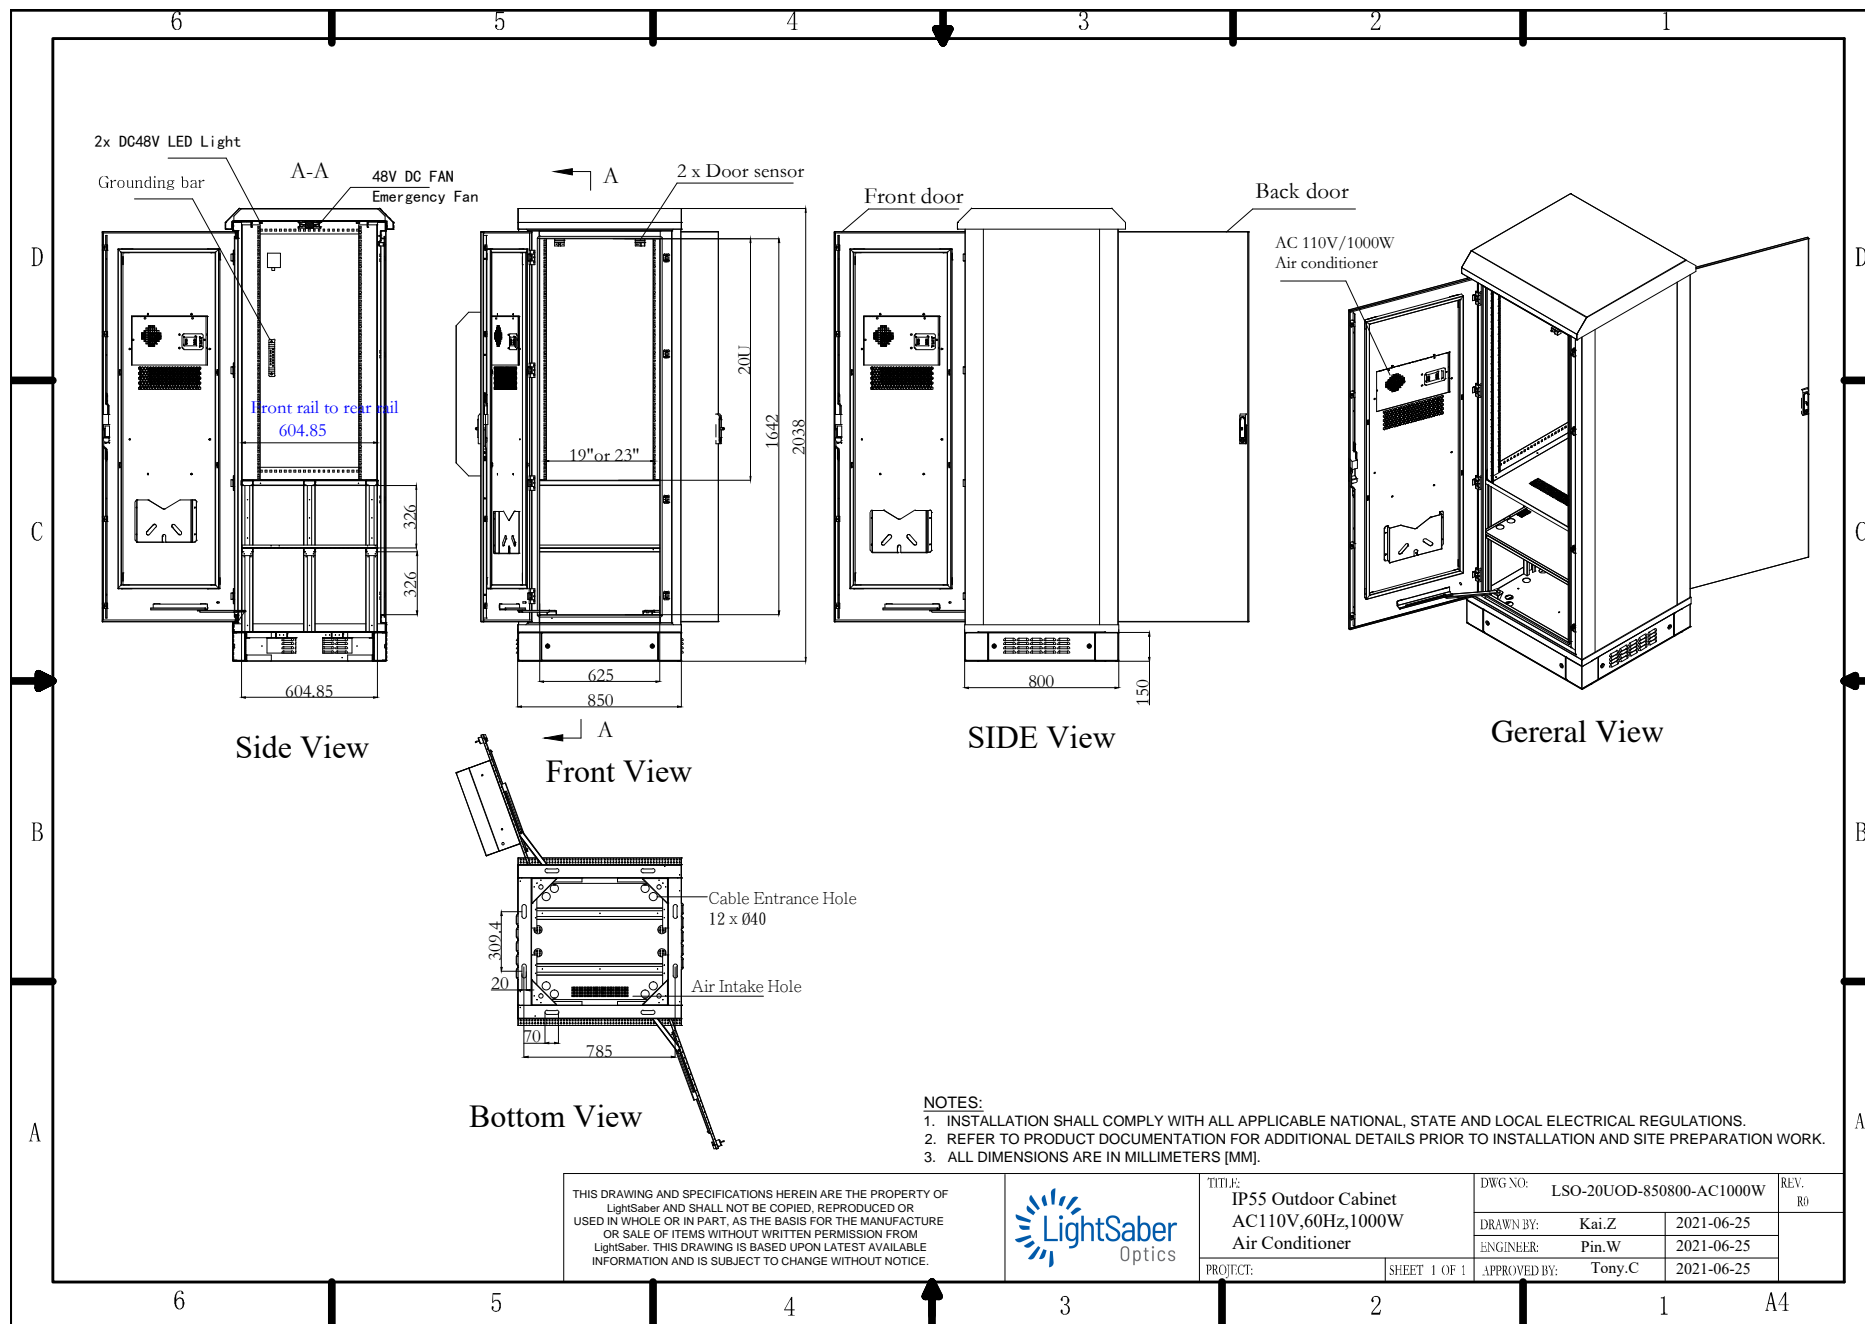 6 5 4 3 2 1
2x DC48V LED Light
Grounding bar
A-A
48V DC FAN
Emergency Fan
A
2 x Door sensor
Front door
Back door
AC 110V/1000W
Air conditioner
D
D
20U
1642
2038
Front rail to rear rail
604.85
19"or 23"
C
C
326
326
604.85
625
850
800
150
A
Side View
Front View
SIDE View
Gereral View
B
B
Cable Entrance Hole
12 x Ø40
309.4
20
Air Intake Hole
70
785
Bottom View
A
A
NOTES:
1. INSTALLATION SHALL COMPLY WITH ALL APPLICABLE NATIONAL, STATE AND LOCAL ELECTRICAL REGULATIONS.
2. REFER TO PRODUCT DOCUMENTATION FOR ADDITIONAL DETAILS PRIOR TO INSTALLATION AND SITE PREPARATION WORK.
3. ALL DIMENSIONS ARE IN MILLIMETERS [MM].
THIS DRAWING AND SPECIFICATIONS HEREIN ARE THE PROPERTY OF
LightSaber AND SHALL NOT BE COPIED, REPRODUCED OR
USED IN WHOLE OR IN PART, AS THE BASIS FOR THE MANUFACTURE
OR SALE OF ITEMS WITHOUT WRITTEN PERMISSION FROM
LightSaber. THIS DRAWING IS BASED UPON LATEST AVAILABLE
INFORMATION AND IS SUBJECT TO CHANGE WITHOUT NOTICE.
LightSaber
Optics
TITLE:
IP55 Outdoor Cabinet
AC110V,60Hz,1000W
Air Conditioner
PROJECT:
SHEET 1 OF 1
DWG NO: LSO-20UOD-850800-AC1000W
REV.
R0
DRAWN BY: Kai.Z 2021-06-25
ENGINEER: Pin.W 2021-06-25
APPROVED BY: Tony.C 2021-06-25
6 5 4 3 2 1 A4